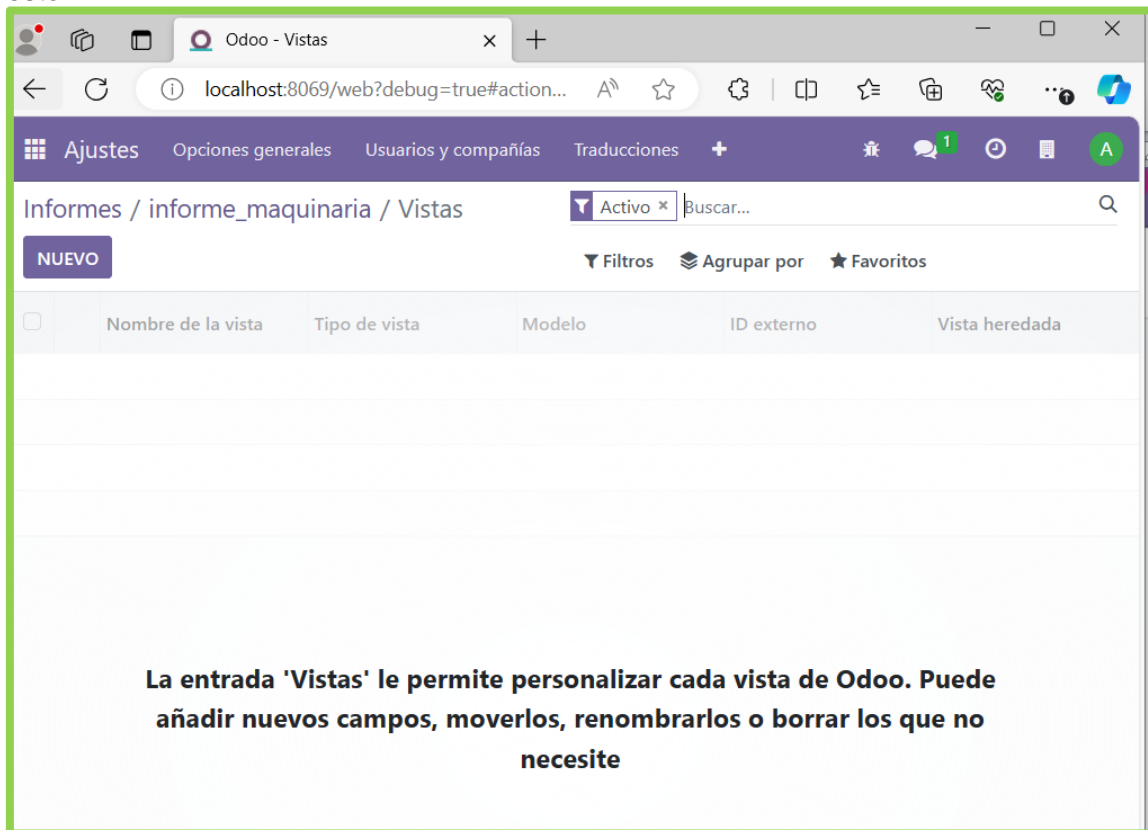 Odoo - Vistas
localhost:8069/web?debug=true#action...
Ajustes Opciones generales Usuarios y compañías Traducciones 1 A
Informes / informe_maquinaria / Vistas Activo × Buscar...
NUEVO Filtros Agrupar por Favoritos
Nombre de la vista Tipo de vista Modelo ID externo Vista heredada
La entrada 'Vistas' le permite personalizar cada vista de Odoo. Puede
añadir nuevos campos, moverlos, renombrarlos o borrar los que no
necesite